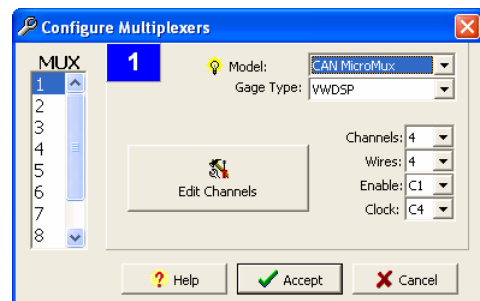 Configure Multiplexers
MUX
1
2
3
4
5
6
7
8
1
Model: CAN MicroMux
Gage Type: VWDSP
Channels: 4
Wires: 4
Enable: C1
Clock: C4
Edit Channels
? Help
Accept
Cancel